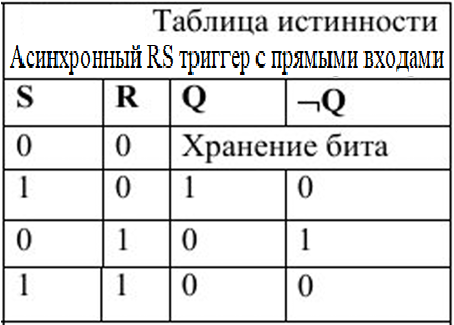 Таблица истинности
Асинхронный RS триггер с прямыми входами
S R Q ¬Q
0 0 Хранение бита
1 0 1 0
0 1 0 1
1 1 0 0